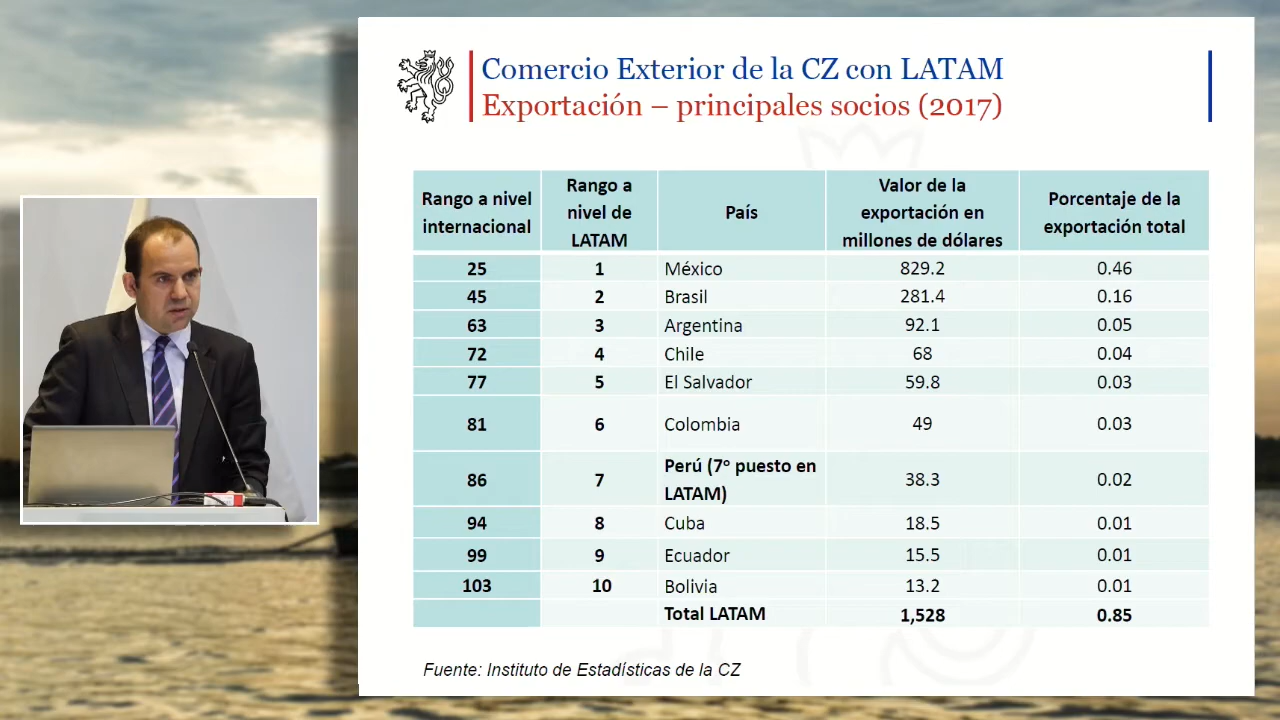 Comercio Exterior de la CZ con LATAM
Exportación – principales socios (2017)
Rango a nivel internacional | Rango a nivel de LATAM | País | Valor de la exportación en millones de dólares | Porcentaje de la exportación total
25 | 1 | México | 829.2 | 0.46
45 | 2 | Brasil | 281.4 | 0.16
63 | 3 | Argentina | 92.1 | 0.05
72 | 4 | Chile | 68 | 0.04
77 | 5 | El Salvador | 59.8 | 0.03
81 | 6 | Colombia | 49 | 0.03
86 | 7 | Perú (7º puesto en LATAM) | 38.3 | 0.02
94 | 8 | Cuba | 18.5 | 0.01
99 | 9 | Ecuador | 15.5 | 0.01
103 | 10 | Bolivia | 13.2 | 0.01
Total LATAM | 1,528 | 0.85
Fuente: Instituto de Estadísticas de la CZ